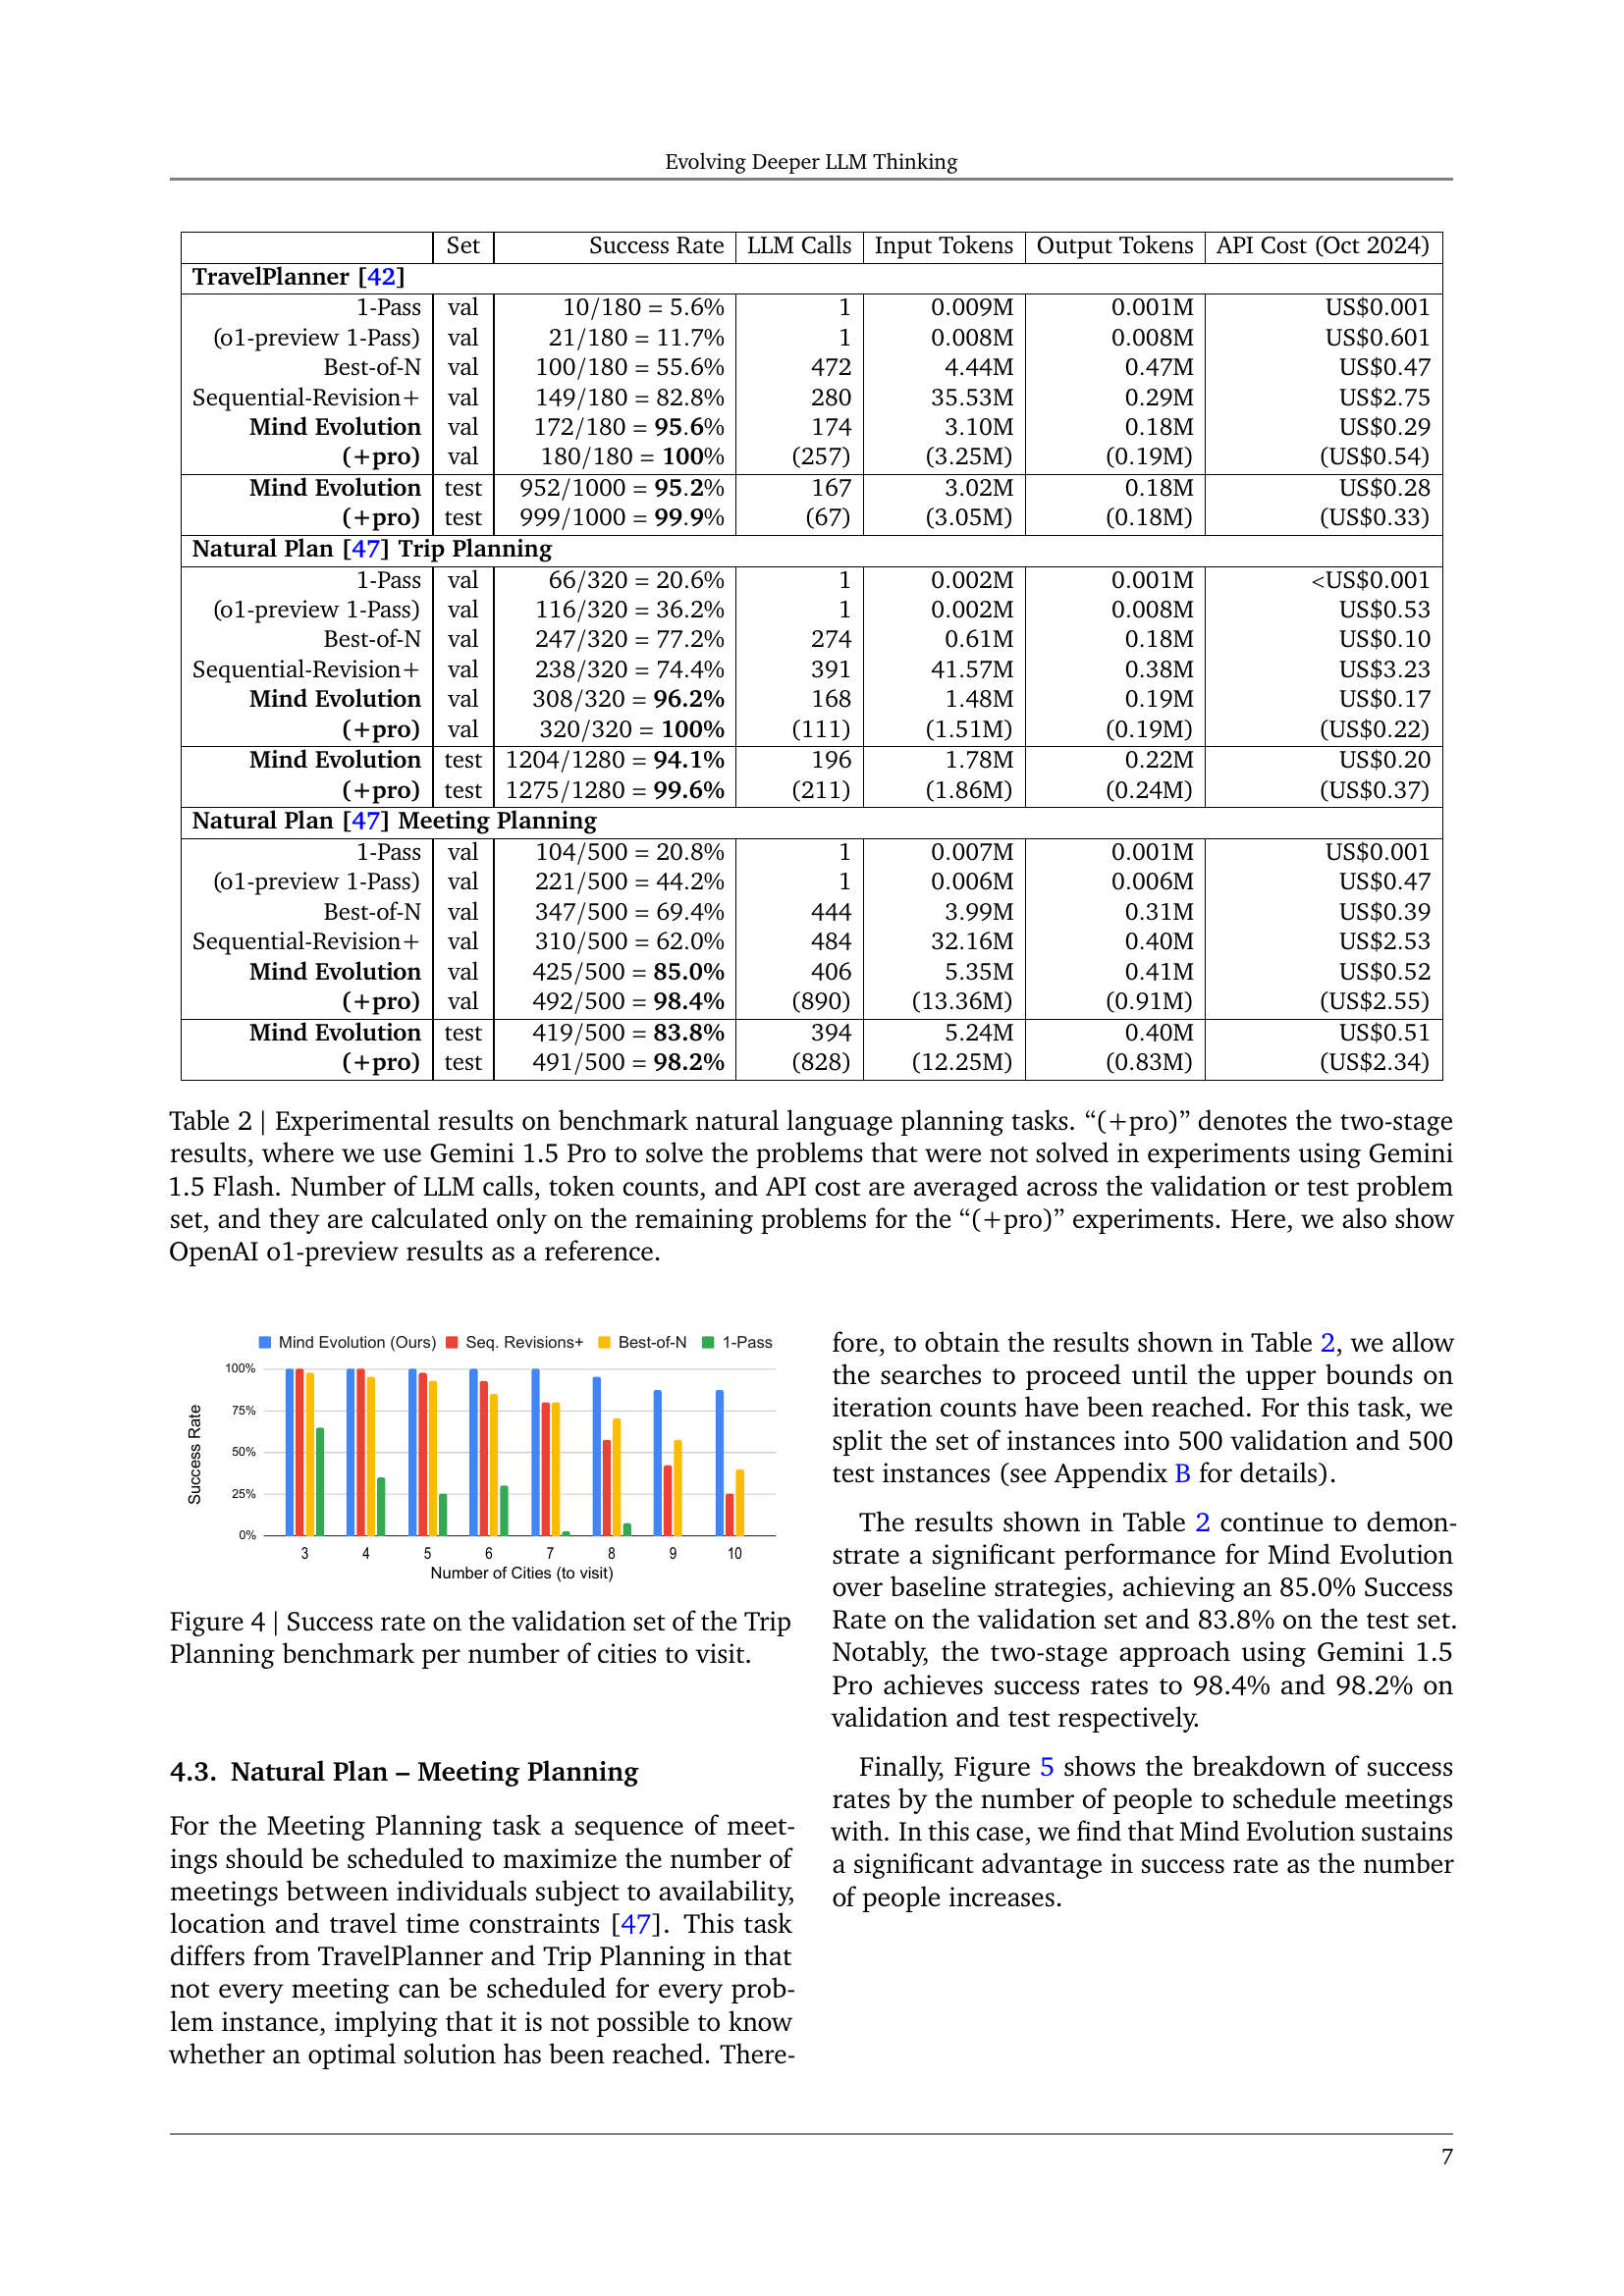 Evolving Deeper LLM Thinking
Set Success Rate LLM Calls Input Tokens Output Tokens API Cost (Oct 2024)
TravelPlanner [42]
1-Pass val 10/180 = 5.6% 1 0.009M 0.001M US$0.001
(o1-preview 1-Pass) val 21/180 = 11.7% 1 0.008M 0.008M US$0.601
Best-of-N val 100/180 = 55.6% 472 4.44M 0.47M US$0.47
Sequential-Revision+ val 149/180 = 82.8% 280 35.53M 0.29M US$2.75
Mind Evolution val 172/180 = 95.6% 174 3.10M 0.18M US$0.29
(+pro) val 180/180 = 100% (257) (3.25M) (0.19M) (US$0.54)
Mind Evolution test 952/1000 = 95.2% 167 3.02M 0.18M US$0.28
(+pro) test 999/1000 = 99.9% (67) (3.05M) (0.18M) (US$0.33)
Natural Plan [47] Trip Planning
1-Pass val 66/320 = 20.6% 1 0.002M 0.001M <US$0.001
(o1-preview 1-Pass) val 116/320 = 36.2% 1 0.002M 0.008M US$0.53
Best-of-N val 247/320 = 77.2% 274 0.61M 0.18M US$0.10
Sequential-Revision+ val 238/320 = 74.4% 391 41.57M 0.38M US$3.23
Mind Evolution val 308/320 = 96.2% 168 1.48M 0.19M US$0.17
(+pro) val 320/320 = 100% (111) (1.51M) (0.19M) (US$0.22)
Mind Evolution test 1204/1280 = 94.1% 196 1.78M 0.22M US$0.20
(+pro) test 1275/1280 = 99.6% (211) (1.86M) (0.24M) (US$0.37)
Natural Plan [47] Meeting Planning
1-Pass val 104/500 = 20.8% 1 0.007M 0.001M US$0.001
(o1-preview 1-Pass) val 221/500 = 44.2% 1 0.006M 0.006M US$0.47
Best-of-N val 347/500 = 69.4% 444 3.99M 0.31M US$0.39
Sequential-Revision+ val 310/500 = 62.0% 484 32.16M 0.40M US$2.53
Mind Evolution val 425/500 = 85.0% 406 5.35M 0.41M US$0.52
(+pro) val 492/500 = 98.4% (890) (13.36M) (0.91M) (US$2.55)
Mind Evolution test 419/500 = 83.8% 394 5.24M 0.40M US$0.51
(+pro) test 491/500 = 98.2% (828) (12.25M) (0.83M) (US$2.34)
Table 2 | Experimental results on benchmark natural language planning tasks. “(+pro)” denotes the two-stage
results, where we use Gemini 1.5 Pro to solve the problems that were not solved in experiments using Gemini
1.5 Flash. Number of LLM calls, token counts, and API cost are averaged across the validation or test problem
set, and they are calculated only on the remaining problems for the “(+pro)” experiments. Here, we also show
OpenAI o1-preview results as a reference.
Mind Evolution (Ours) Seq. Revisions+ Best-of-N 1-Pass
100%
75%
50%
25%
0%
Success Rate
3 4 5 6 7 8 9 10
Number of Cities (to visit)
Figure 4 | Success rate on the validation set of the Trip
Planning benchmark per number of cities to visit.
4.3. Natural Plan – Meeting Planning
For the Meeting Planning task a sequence of meet-
ings should be scheduled to maximize the number of
meetings between individuals subject to availability,
location and travel time constraints [47]. This task
differs from TravelPlanner and Trip Planning in that
not every meeting can be scheduled for every prob-
lem instance, implying that it is not possible to know
whether an optimal solution has been reached. There-
fore, to obtain the results shown in Table 2, we allow
the searches to proceed until the upper bounds on
iteration counts have been reached. For this task, we
split the set of instances into 500 validation and 500
test instances (see Appendix B for details).
The results shown in Table 2 continue to demon-
strate a significant performance for Mind Evolution
over baseline strategies, achieving an 85.0% Success
Rate on the validation set and 83.8% on the test set.
Notably, the two-stage approach using Gemini 1.5
Pro achieves success rates to 98.4% and 98.2% on
validation and test respectively.
Finally, Figure 5 shows the breakdown of success
rates by the number of people to schedule meetings
with. In this case, we find that Mind Evolution sustains
a significant advantage in success rate as the number
of people increases.
7